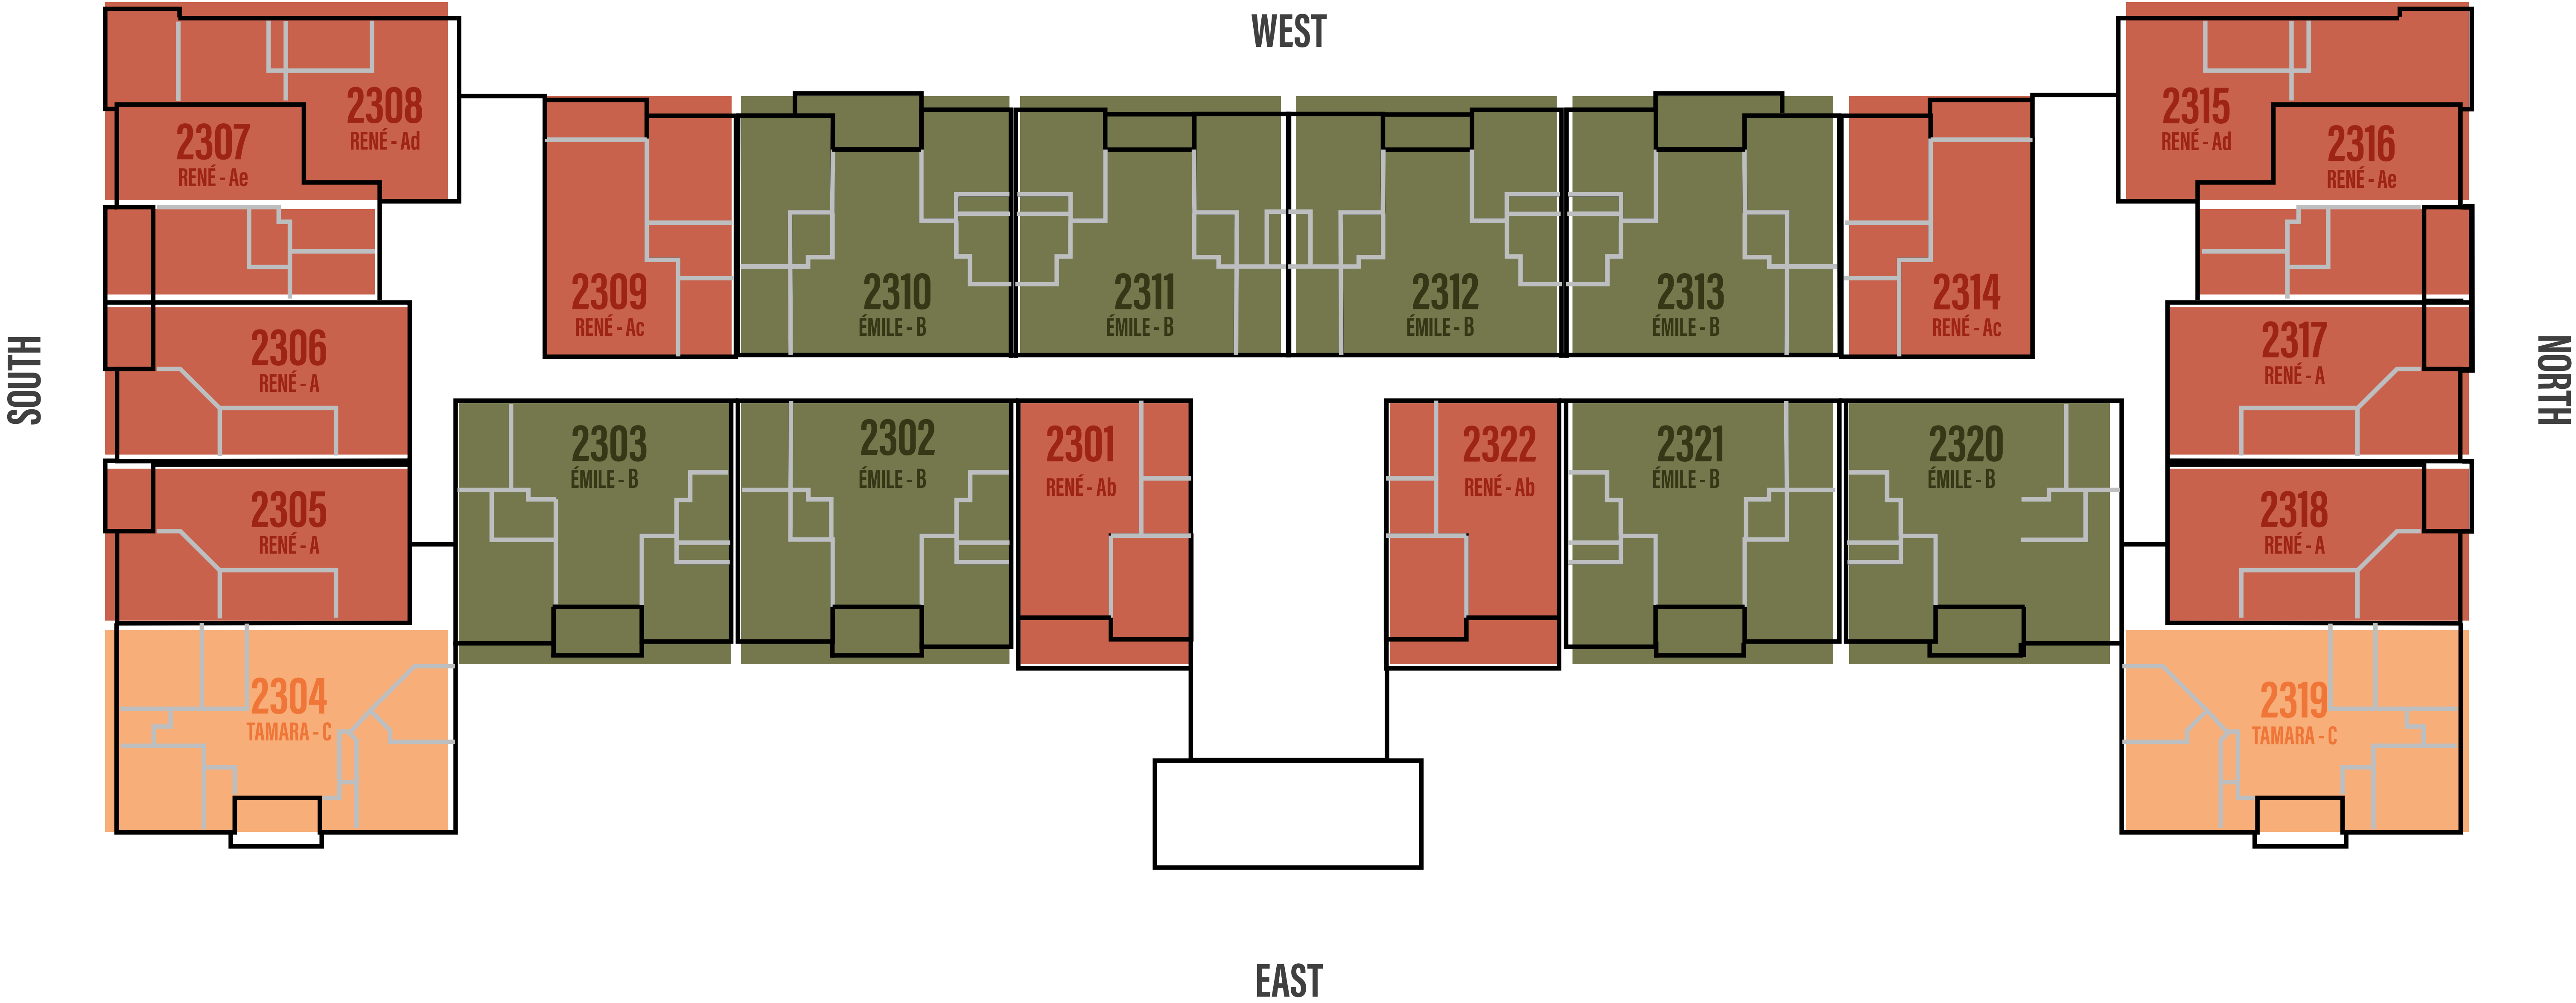 WEST
2308
RENÉ - Ad
2307
RENÉ - Ae
2315
RENÉ - Ad
2316
RENÉ - Ae
2309
RENÉ - Ac
2310
ÉMILE - B
2311
ÉMILE - B
2312
ÉMILE - B
2313
ÉMILE - B
2314
RENÉ - Ac
SOUTH
NORTH
2306
RENÉ - A
2317
RENÉ - A
2303
ÉMILE - B
2302
ÉMILE - B
2301
RENÉ - Ab
2322
RENÉ - Ab
2321
ÉMILE - B
2320
ÉMILE - B
2305
RENÉ - A
2318
RENÉ - A
2304
TAMARA - C
2319
TAMARA - C
EAST